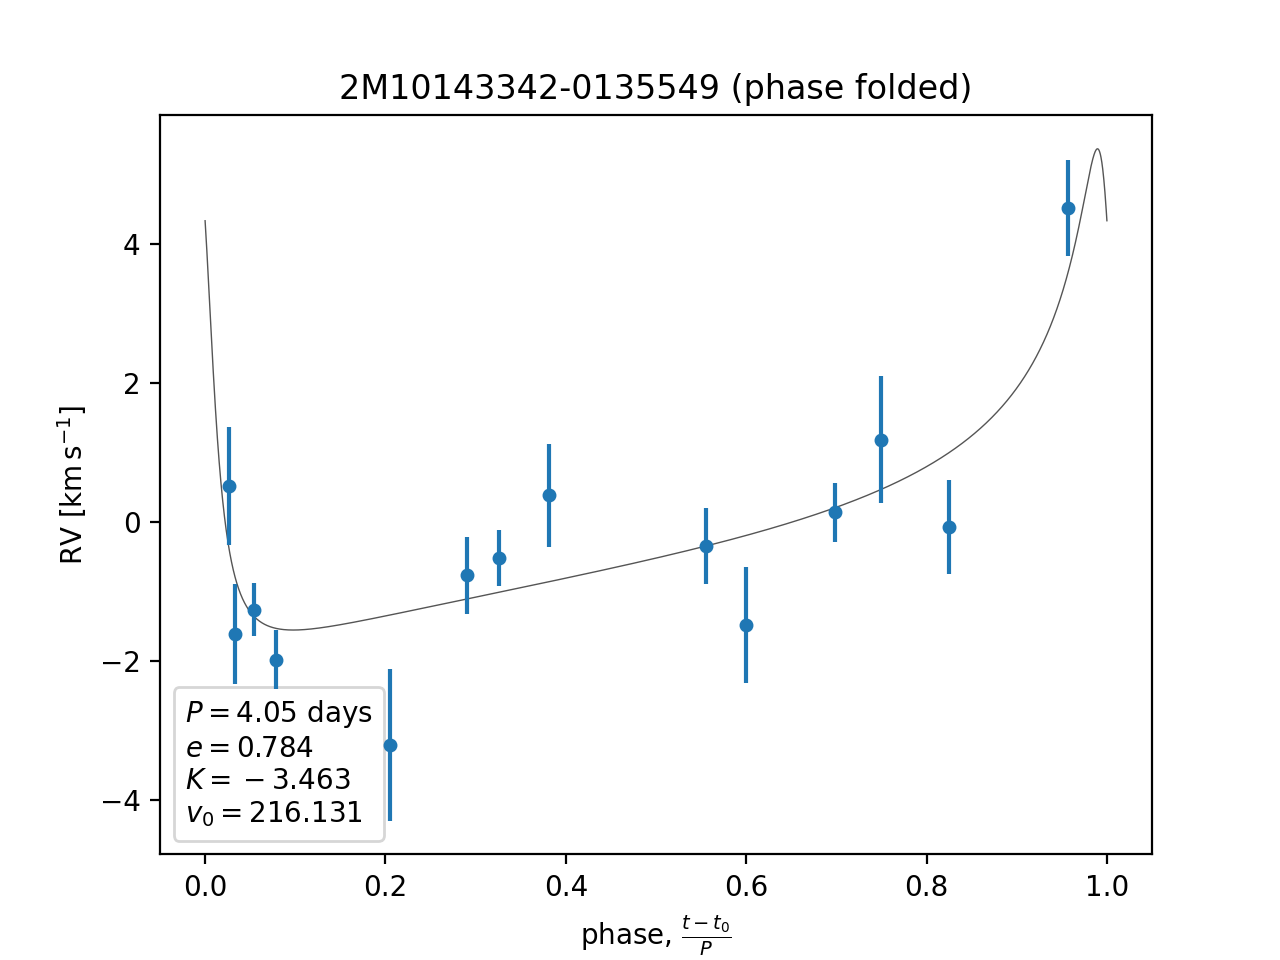 2M10143342-0135549 (phase folded)
RV [km s⁻¹]
4
2
0
−2
−4
P = 4.05 days
e = 0.784
K = −3.463
v₀ = 216.131
0.0 0.2 0.4 0.6 0.8 1.0
phase, (t − t₀)/P